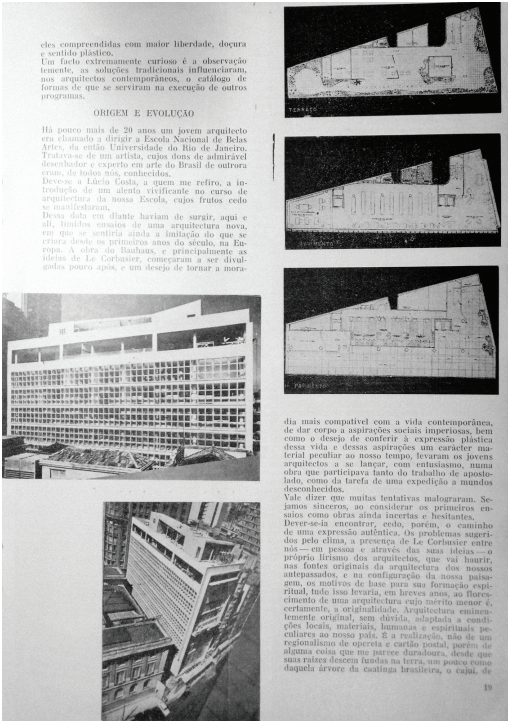 eles compreendidas com maior liberdade, doçura
e sentido plástico.
Um facto extremamente curioso é a observação
temente, as soluções tradicionais influenciaram,
nos arquitectos contemporâneos, o catálogo de
formas de que se serviram na execução de outros
programas.
ORIGEM E EVOLUÇÃO
Há pouco mais de 20 anos um jovem arquitecto
era chamado a dirigir a Escola Nacional de Belas
Artes, da então Universidade do Rio de Janeiro.
Tratava-se de um artista, cujos dons de admirável
desenhador e experto em arte do Brasil de outrora
eram, de todos nós, conhecidos.
Deve-se a Lúcio Costa, a quem me refiro, a in-
trodução de um alento vivificante no curso de
arquitectura da nossa Escola, cujos frutos cedo
se manifestaram.
Dessa data em diante haviam de surgir, aqui e
ali, tímidos ensaios de uma arquitectura nova,
em que se sentiria ainda a imitação do que se
criara desde os primeiros anos do século, na Eu-
ropa. A obra do Bauhaus, e principalmente as
ideias de Le Corbusier, começaram a ser divul-
gadas pouco após, e um desejo de tornar a mora-
TERRAÇO
PAVIMENTO
dia mais compatível com a vida contemporânea,
de dar corpo a aspirações sociais imperiosas, bem
como o desejo de conferir à expressão plástica
dessa vida e dessas aspirações um carácter ma-
terial peculiar ao nosso tempo, levaram os jovens
arquitectos a se lançar, com entusiasmo, numa
obra que participava tanto do trabalho de aposto-
lado, como da tarefa de uma expedição a mundos
desconhecidos.
Vale dizer que muitas tentativas malograram. Se-
jamos sinceros, ao considerar os primeiros en-
saios como obras ainda incertas e hesitantes.
Dever-se-ia encontrar, cedo, porém, o caminho
de uma expressão autêntica. Os problemas sugeri-
dos pelo clima, a presença de Le Corbusier entre
nós — em pessoa e através das suas ideias — o
próprio lirismo dos arquitectos, que vai haurir,
nas fontes originais da arquitectura dos nossos
antepassados, e na configuração da nossa paisa-
gem, os motivos de base para sua formação espi-
ritual, tudo isso levaria, em breves anos, ao flores-
cimento de uma arquitectura cujo mérito menor é,
certamente, a originalidade. Arquitectura eminen-
temente original, sem dúvida, adaptada a condi-
ções locais, materiais, humanas e espirituais pe-
culiares ao nosso país. É a realização, não de um
regionalismo de opereta e cartão postal, porém de
alguma coisa que me parece duradoura, desde que
suas raízes descem fundas na terra, um pouco como
daquela árvore da caatinga brasileira, o cajuí, de
19